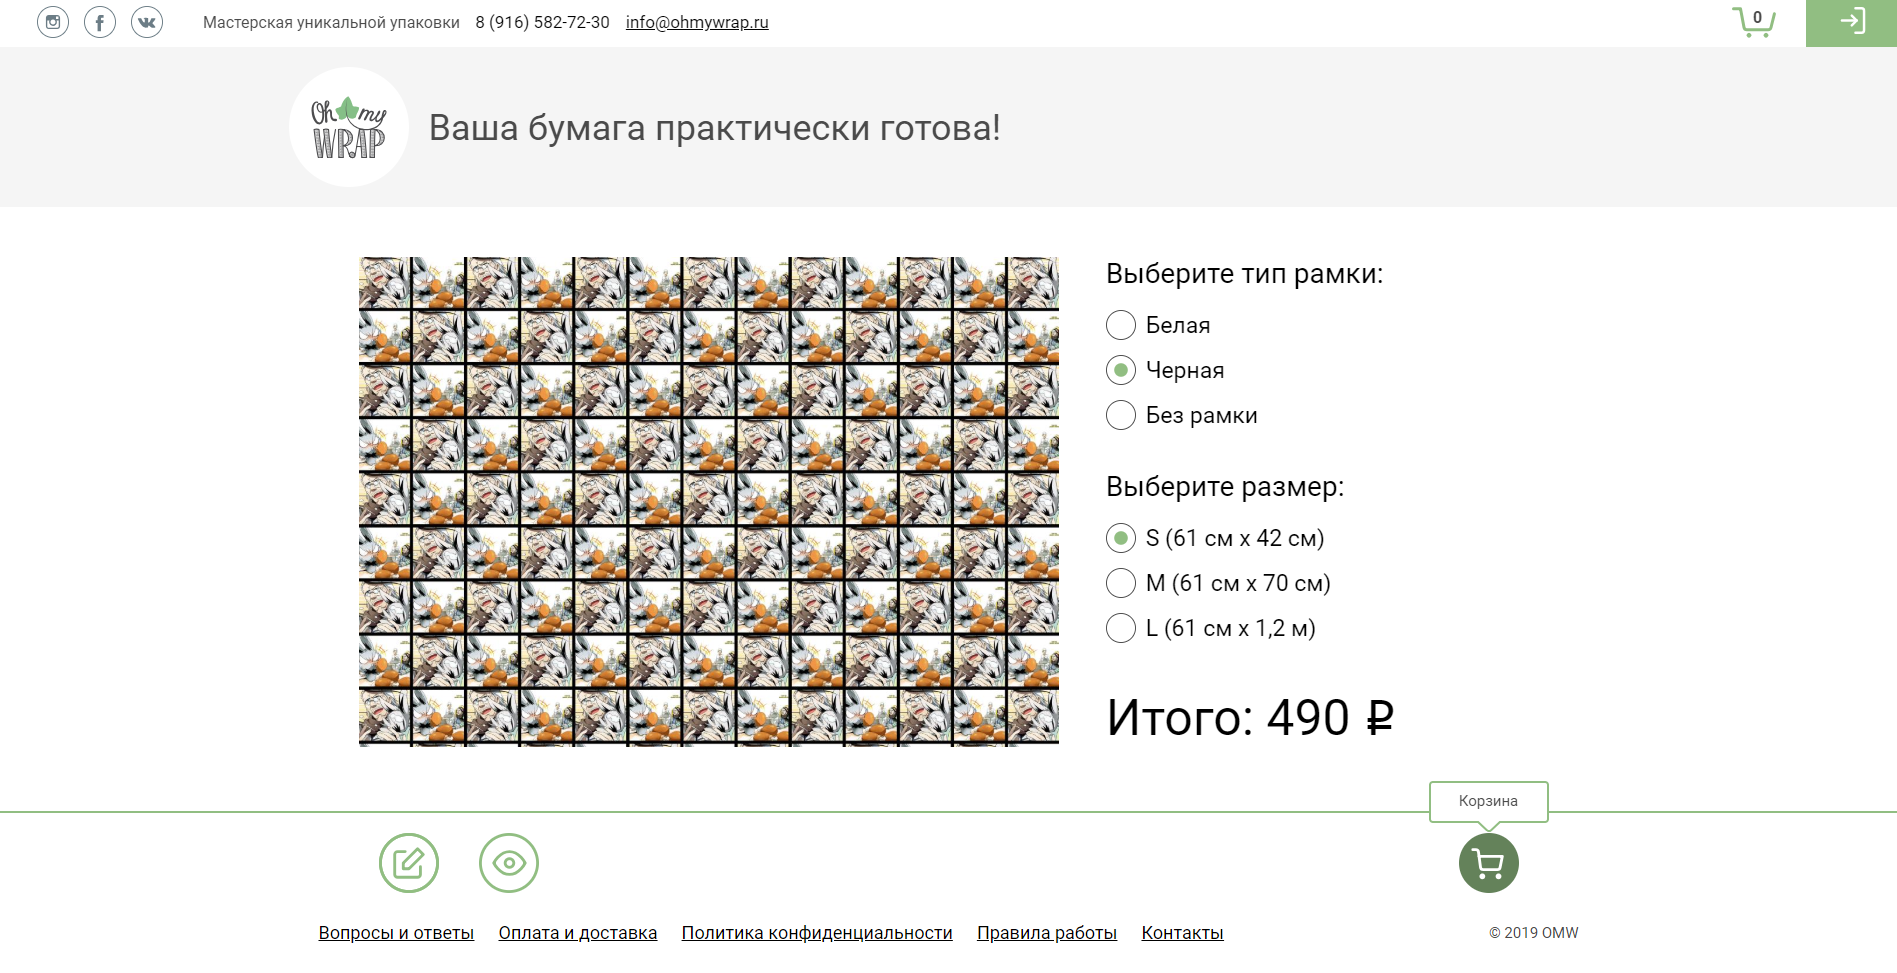 Мастерская уникальной упаковки 8 (916) 582-72-30 info@ohmywrap.ru
0
Oh my
WRAP
Ваша бумага практически готова!
Выберите тип рамки:
Белая
Черная
Без рамки
Выберите размер:
S (61 см x 42 см)
M (61 см x 70 см)
L (61 см x 1,2 м)
Итого: 490 ₽
Корзина
Вопросы и ответы Оплата и доставка Политика конфиденциальности Правила работы Контакты
© 2019 OMW